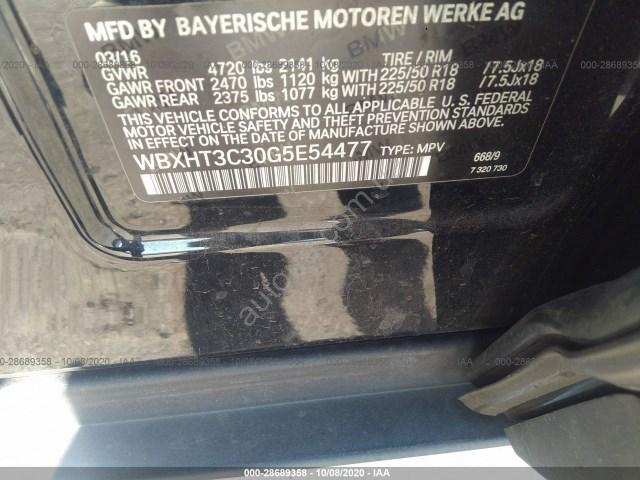 MFD BY BAYERISCHE MOTOREN WERKE AG
03/16 TIRE / RIM
GVWR 4720 lbs 2141 kg
GAWR FRONT 2470 lbs 1120 kg WITH 225/50 R18 /7.5Jx18
GAWR REAR 2375 lbs 1077 kg WITH 225/50 R18 /7.5Jx18
THIS VEHICLE CONFORMS TO ALL APPLICABLE U. S. FEDERAL
MOTOR VEHICLE SAFETY, BUMPER, AND THEFT PREVENTION
STANDARDS IN EFFECT ON THE DATE OF
MANUFACTURE SHOWN ABOVE.
WBXHT3C30G5E54477 TYPE: MPV
668/9
7 320 730
000-28689358 - 10/08/2020 - IAA